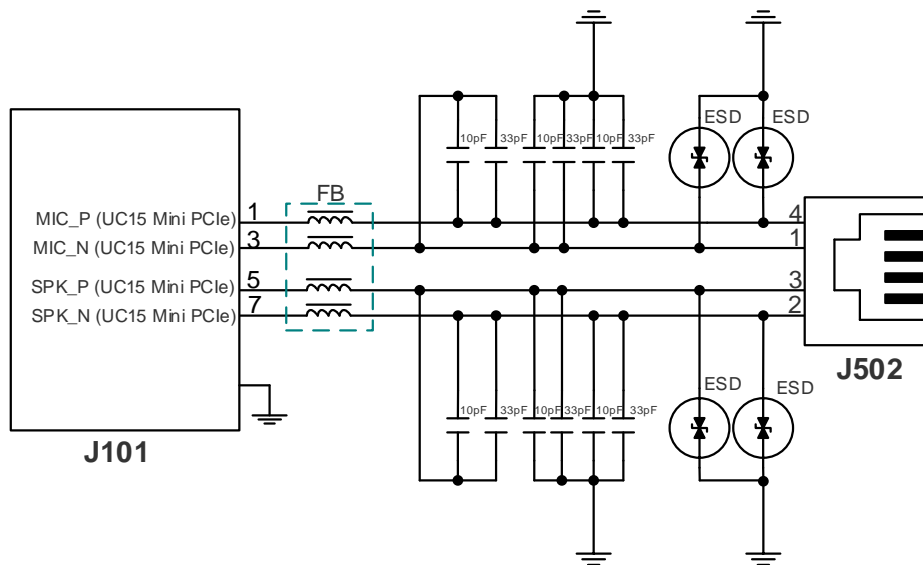 ESD
ESD
10pF
33pF
10pF
33pF
10pF
33pF
FB
MIC_P (UC15 Mini PCIe)
1
4
MIC_N (UC15 Mini PCIe)
3
1
SPK_P (UC15 Mini PCIe)
5
3
SPK_N (UC15 Mini PCIe)
7
2
J502
ESD
ESD
10pF
33pF
10pF
33pF
10pF
33pF
J101